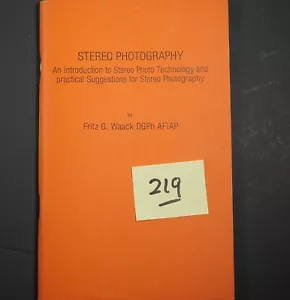 STEREO PHOTOGRAPHY
An Introduction to Stereo Photo Technology and
practical Suggestions for Stereo Photography
by
Fritz G. Waack DGPh AFIAP
219